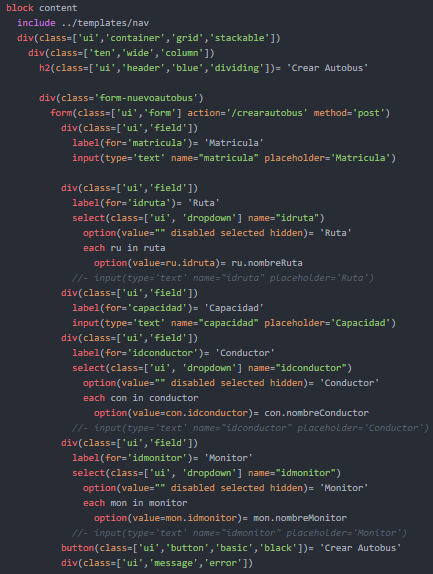 block content
include ../templates/nav
div(class=['ui','container','grid','stackable'])
div(class=['ten','wide','column'])
h2(class=['ui','header','blue','dividing'])= 'Crear Autobus'
div(class='form-nuevoautobus')
form(class=['ui','form'] action='/crearautobus' method='post')
div(class=['ui','field'])
label(for='matricula')= 'Matricula'
input(type='text' name="matricula" placeholder='Matricula')
div(class=['ui','field'])
label(for='idruta')= 'Ruta'
select(class=['ui', 'dropdown'] name="idruta")
option(value="" disabled selected hidden)= 'Ruta'
each ru in ruta
option(value=ru.idruta)= ru.nombreRuta
//- input(type='text' name="idruta" placeholder='Ruta')
div(class=['ui','field'])
label(for='capacidad')= 'Capacidad'
input(type='text' name="capacidad" placeholder='Capacidad')
div(class=['ui','field'])
label(for='idconductor')= 'Conductor'
select(class=['ui', 'dropdown'] name="idconductor")
option(value="" disabled selected hidden)= 'Conductor'
each con in conductor
option(value=con.idconductor)= con.nombreConductor
//- input(type='text' name="idconductor" placeholder='Conductor')
div(class=['ui','field'])
label(for='idmonitor')= 'Monitor'
select(class=['ui', 'dropdown'] name="idmonitor")
option(value="" disabled selected hidden)= 'Monitor'
each mon in monitor
option(value=mon.idmonitor)= mon.nombreMonitor
//- input(type='text' name="idmonitor" placeholder='Monitor')
button(class=['ui','button','basic','black'])= 'Crear Autobus'
div(class=['ui','message','error'])